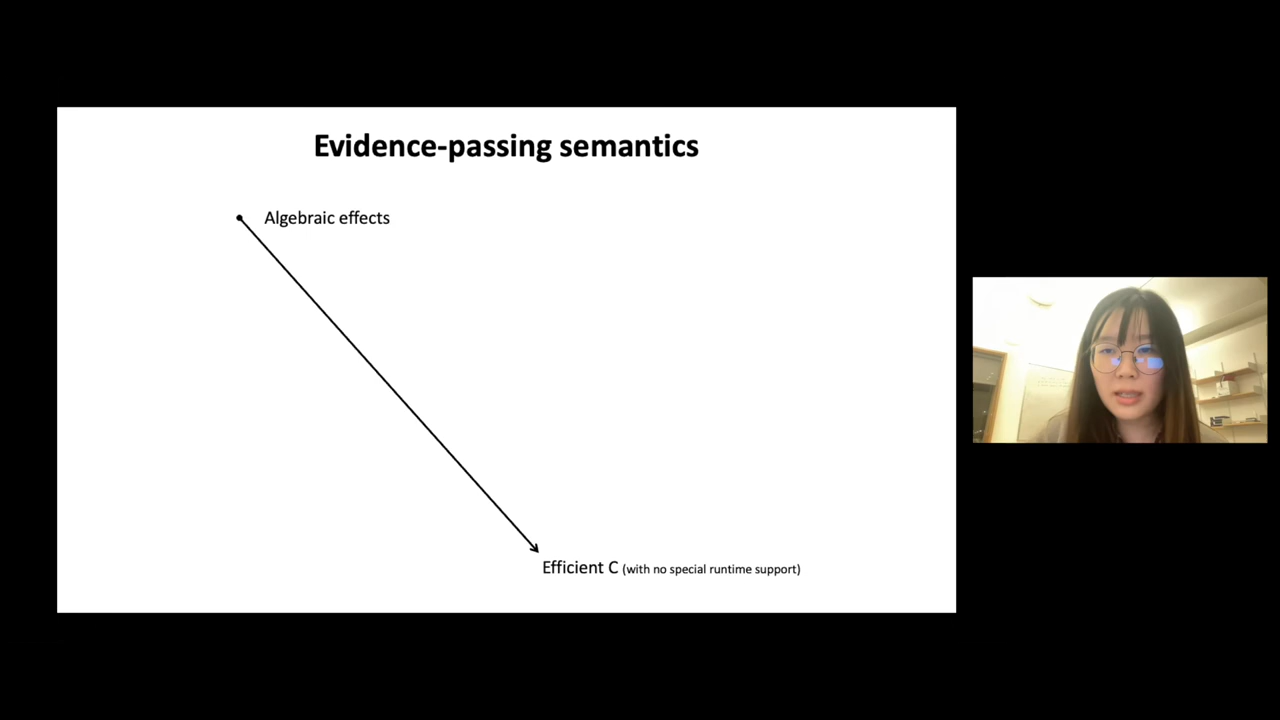 Evidence-passing semantics
Algebraic effects
Efficient C (with no special runtime support)